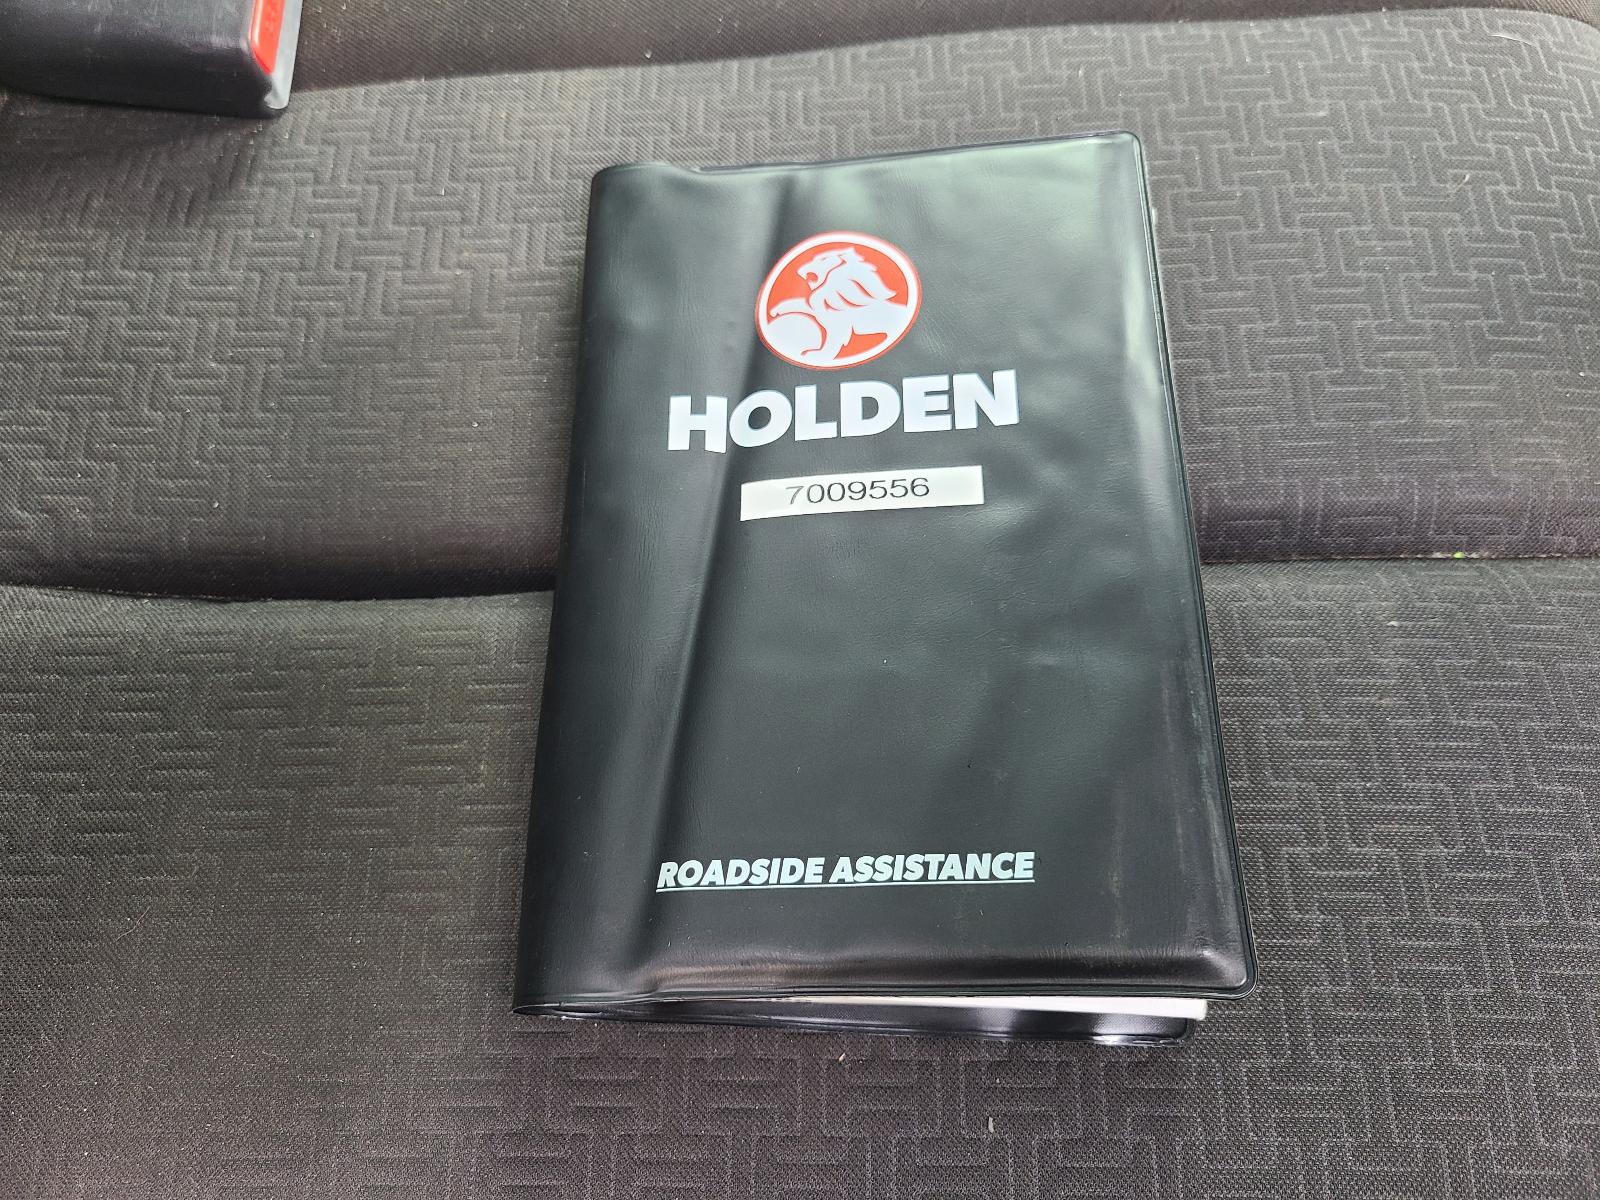 HOLDEN
7009556
ROADSIDE ASSISTANCE